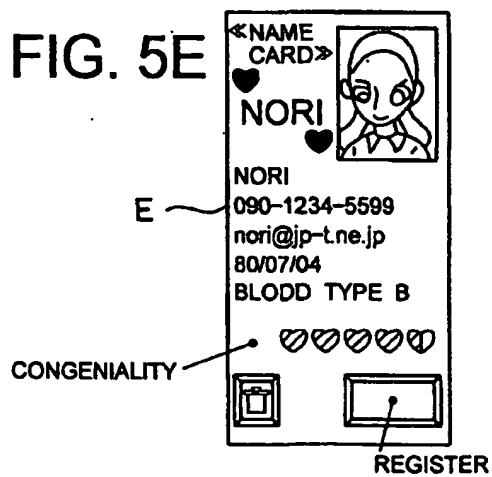 FIG. 5E
≪NAME
CARD≫
NORI
NORI
E
090-1234-5599
nori@jp-t.ne.jp
80/07/04
BLODD TYPE B
CONGENIALITY
REGISTER